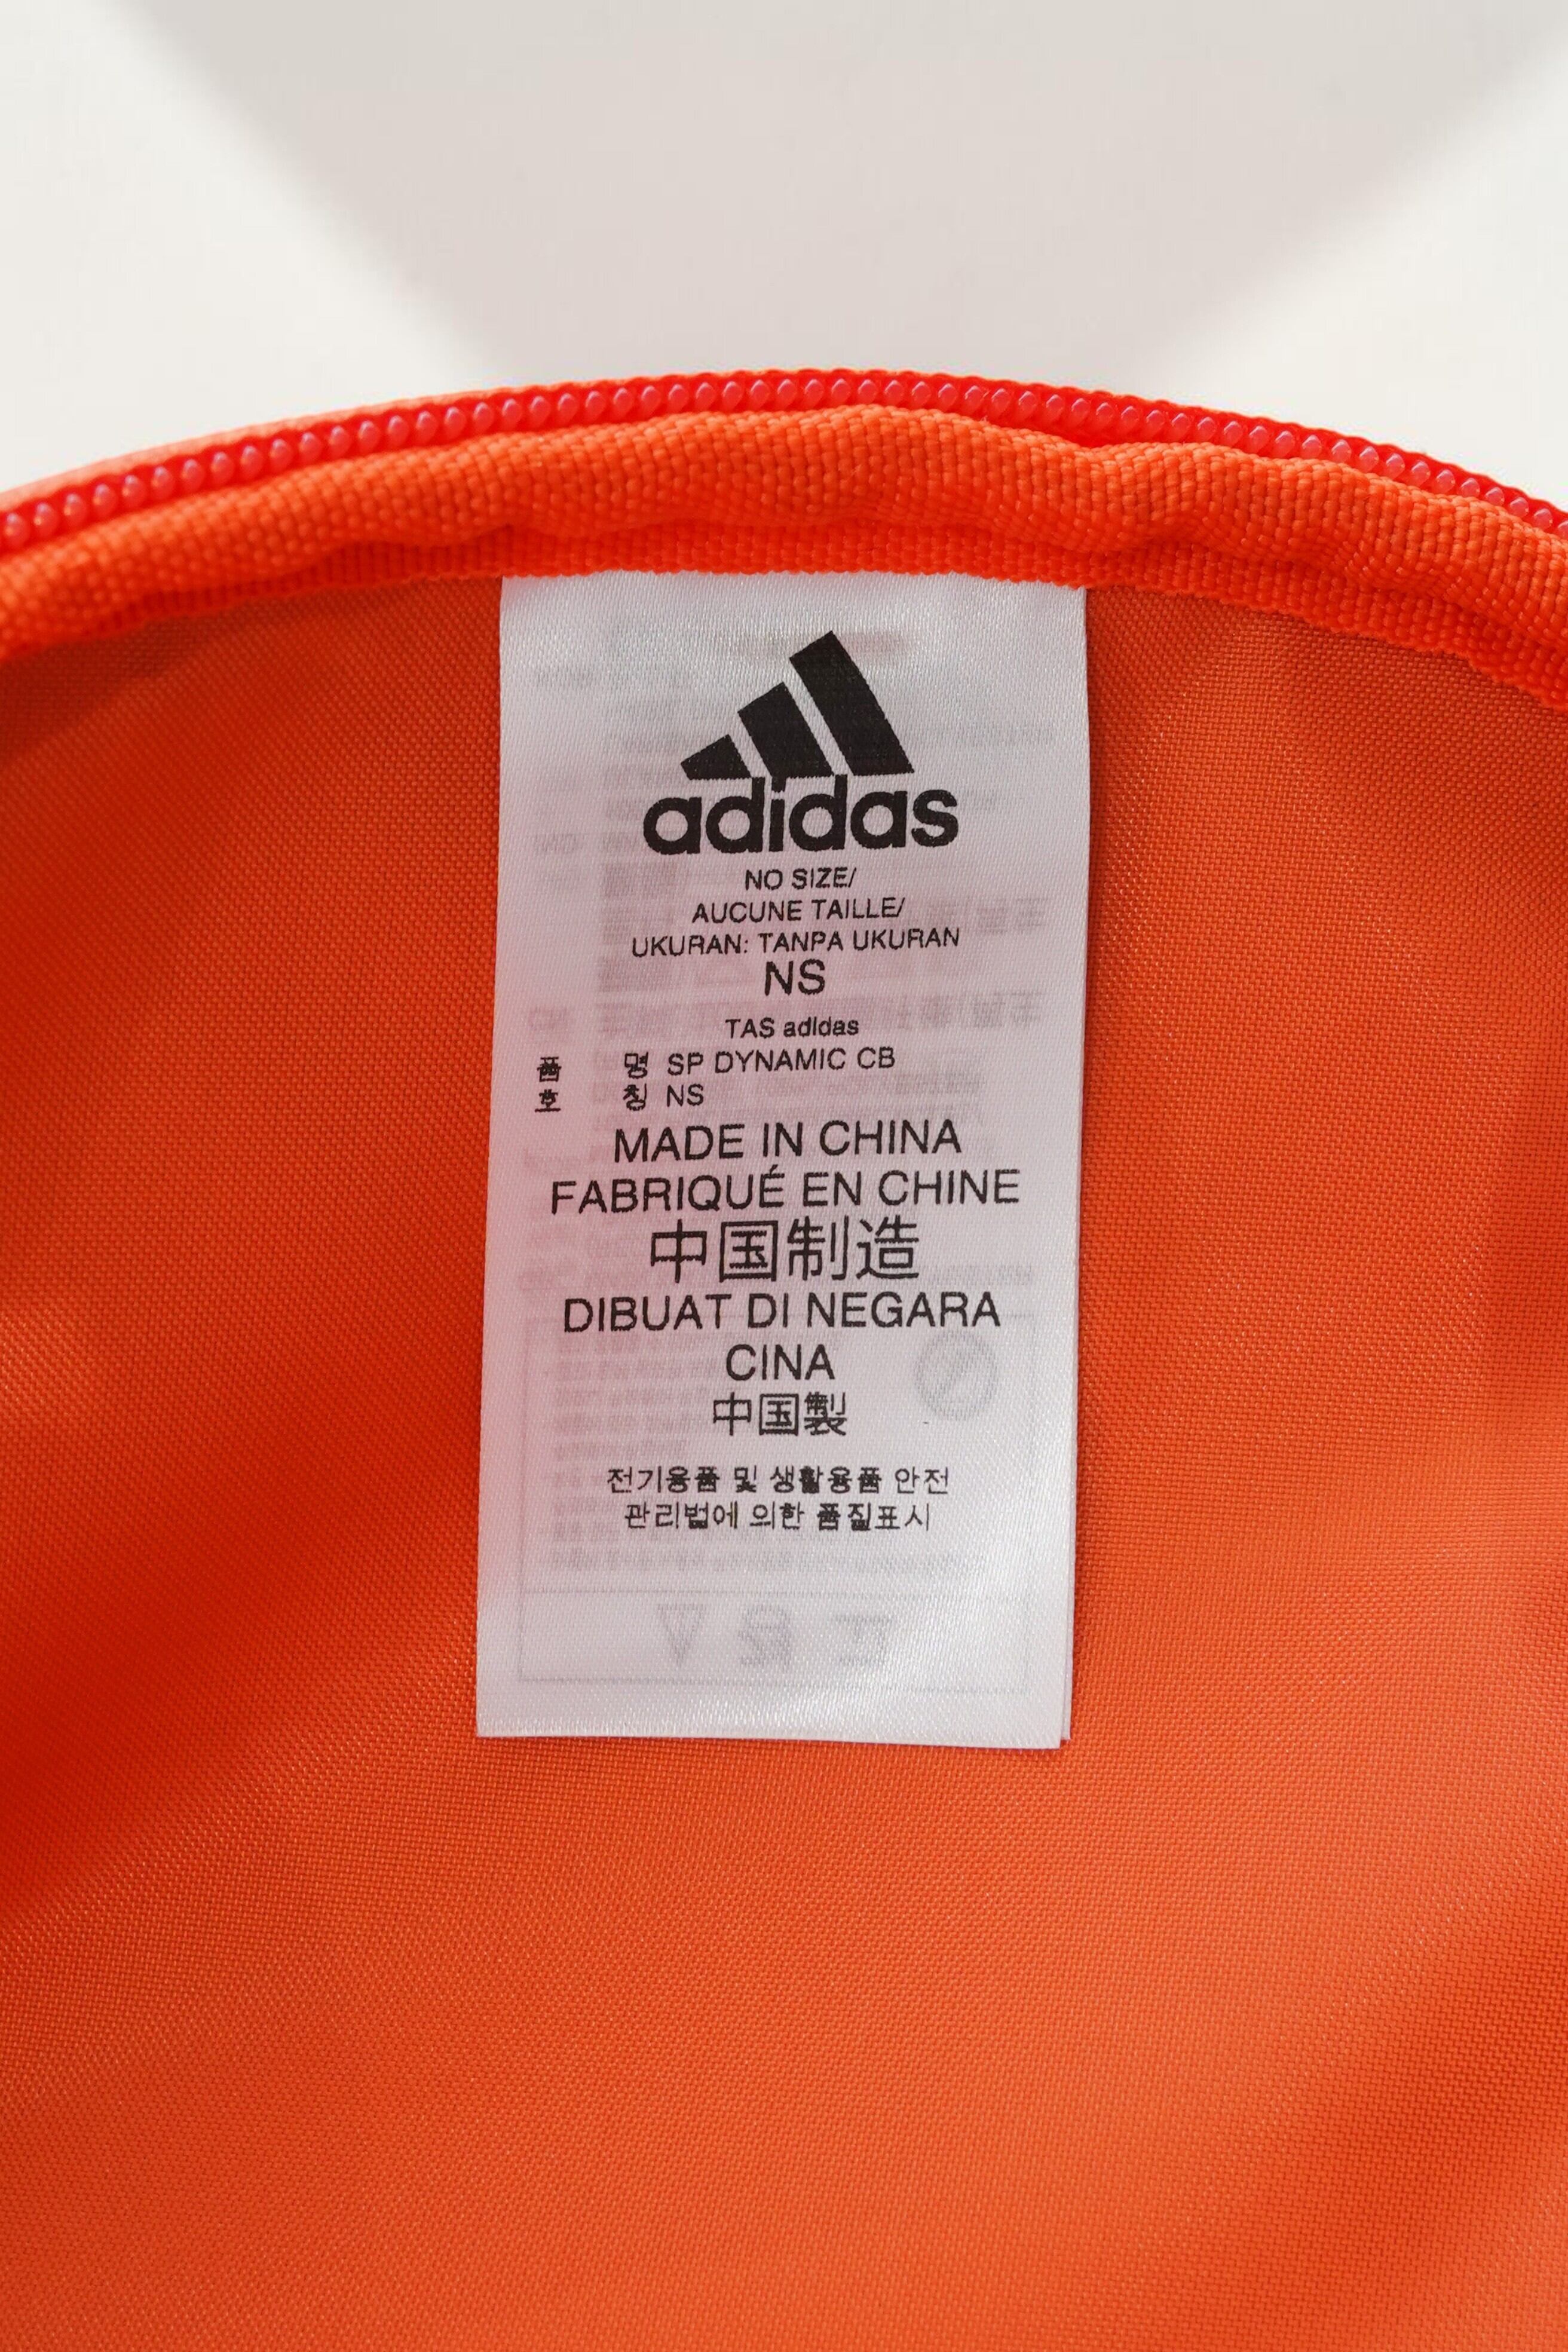 adidas
NO SIZE/
AUCUNE TAILLE/
UKURAN: TANPA UKURAN
NS
TAS adidas
품 명 SP DYNAMIC CB
호 칭 NS
MADE IN CHINA
FABRIQUÉ EN CHINE
中国制造
DIBUAT DI NEGARA
CINA
中国製
전기용품 및 생활용품 안전
관리법에 의한 품질표시